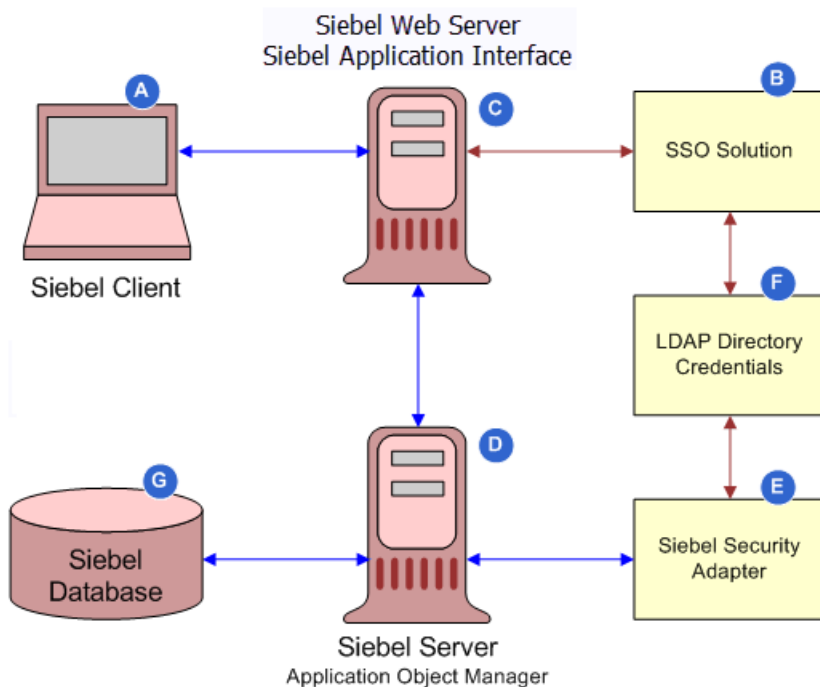 Siebel Web Server
Siebel Application Interface
A
B
C
SSO Solution
Siebel Client
F
LDAP Directory
Credentials
D
G
E
Siebel
Database
Siebel Security
Adapter
Siebel Server
Application Object Manager